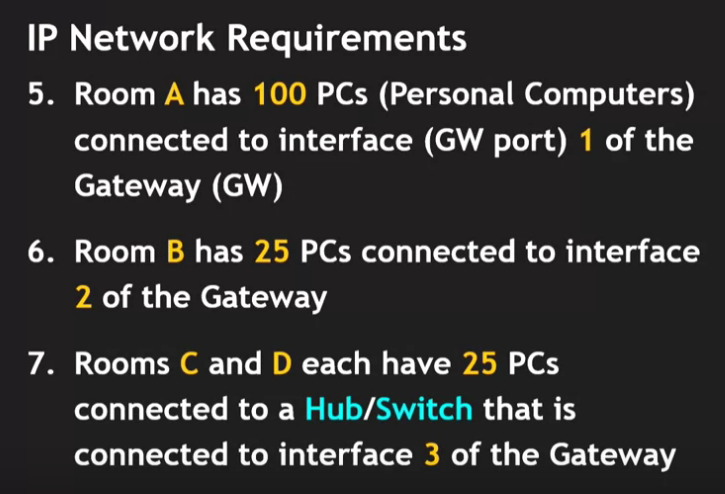 IP Network Requirements
5. Room A has 100 PCs (Personal Computers)
connected to interface (GW port) 1 of the
Gateway (GW)
6. Room B has 25 PCs connected to interface
2 of the Gateway
7. Rooms C and D each have 25 PCs
connected to a Hub/Switch that is
connected to interface 3 of the Gateway